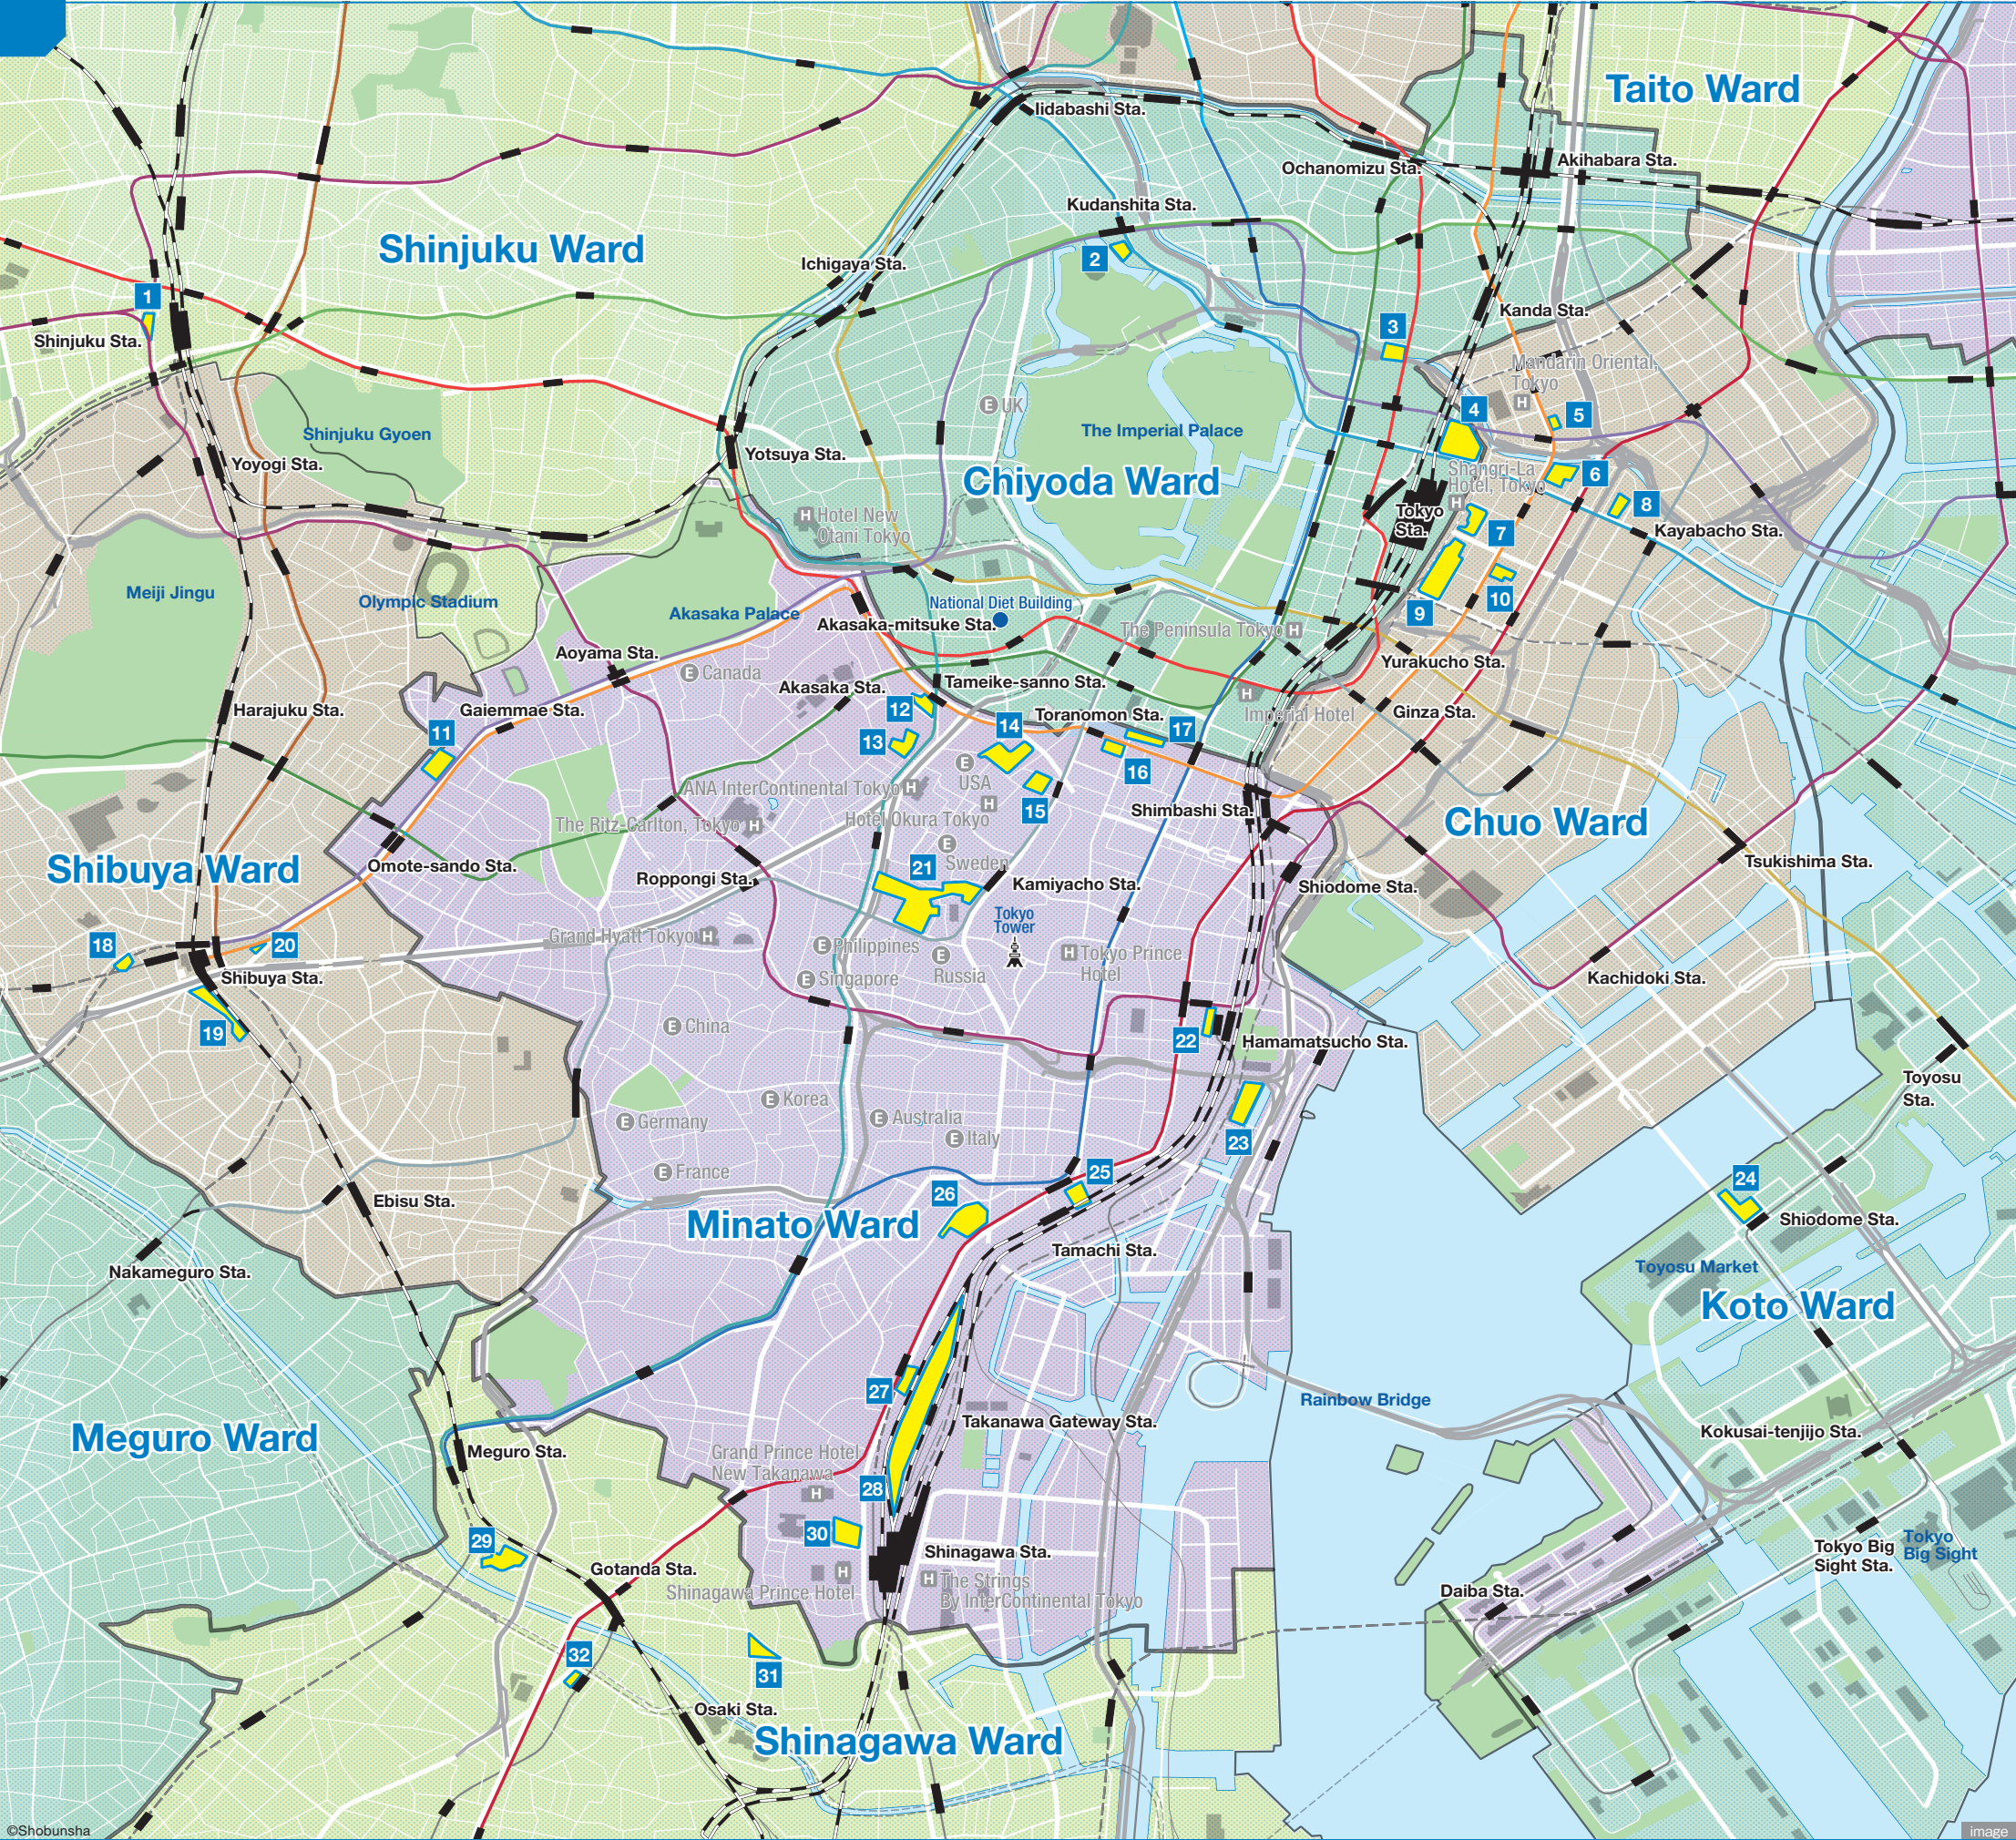 Taito Ward
Iidabashi Sta.
Akihabara Sta.
Ochanomizu Sta.
Kudanshita Sta.
Shinjuku Ward
2
Ichigaya Sta.
1
Kanda Sta.
Shinjuku Sta.
3
Mandarin Oriental,
Tokyo
H
E UK
4
5
Shinjuku Gyoen
The Imperial Palace
Yotsuya Sta.
Yoyogi Sta.
Chiyoda Ward
Shangri-La
Hotel, Tokyo
H
6
8
H Hotel New
Otani Tokyo
Tokyo
Sta.
7
Kayabacho Sta.
Meiji Jingu
Olympic Stadium
Akasaka Palace
National Diet Building
Akasaka-mitsuke Sta.
The Peninsula Tokyo H
9
10
Aoyama Sta.
E Canada
Yurakucho Sta.
Akasaka Sta.
Tameike-sanno Sta.
H
Imperial Hotel
Harajuku Sta.
Gaiemmae Sta.
12
Toranomon Sta.
Ginza Sta.
11
13
14
17
E
USA
16
ANA InterContinental Tokyo H
H
Hotel Okura Tokyo
15
Shimbashi Sta.
The Ritz-Carlton, Tokyo H
Chuo Ward
Shibuya Ward
Omote-sando Sta.
E
Sweden
21
Tsukishima Sta.
Roppongi Sta.
Kamiyacho Sta.
Shiodome Sta.
Tokyo
Tower
18
20
Grand Hyatt Tokyo H
E Philippines
E
Russia
H Tokyo Prince
Hotel
Shibuya Sta.
E Singapore
Kachidoki Sta.
19
E China
22
Hamamatsucho Sta.
Toyosu
Sta.
E Korea
E Germany
E Australia
E Italy
23
E France
25
24
26
Ebisu Sta.
Minato Ward
Shiodome Sta.
Tamachi Sta.
Nakameguro Sta.
Toyosu Market
Koto Ward
27
Rainbow Bridge
Takanawa Gateway Sta.
Meguro Ward
Kokusai-tenjijo Sta.
Meguro Sta.
Grand Prince Hotel
New Takanawa
H
28
29
30
Tokyo
Big Sight
Tokyo Big
Sight Sta.
Shinagawa Sta.
Gotanda Sta.
H
Shinagawa Prince Hotel
H The Strings
By InterContinental Tokyo
Daiba Sta.
32
31
Osaki Sta.
Shinagawa Ward
©Shobunsha
image